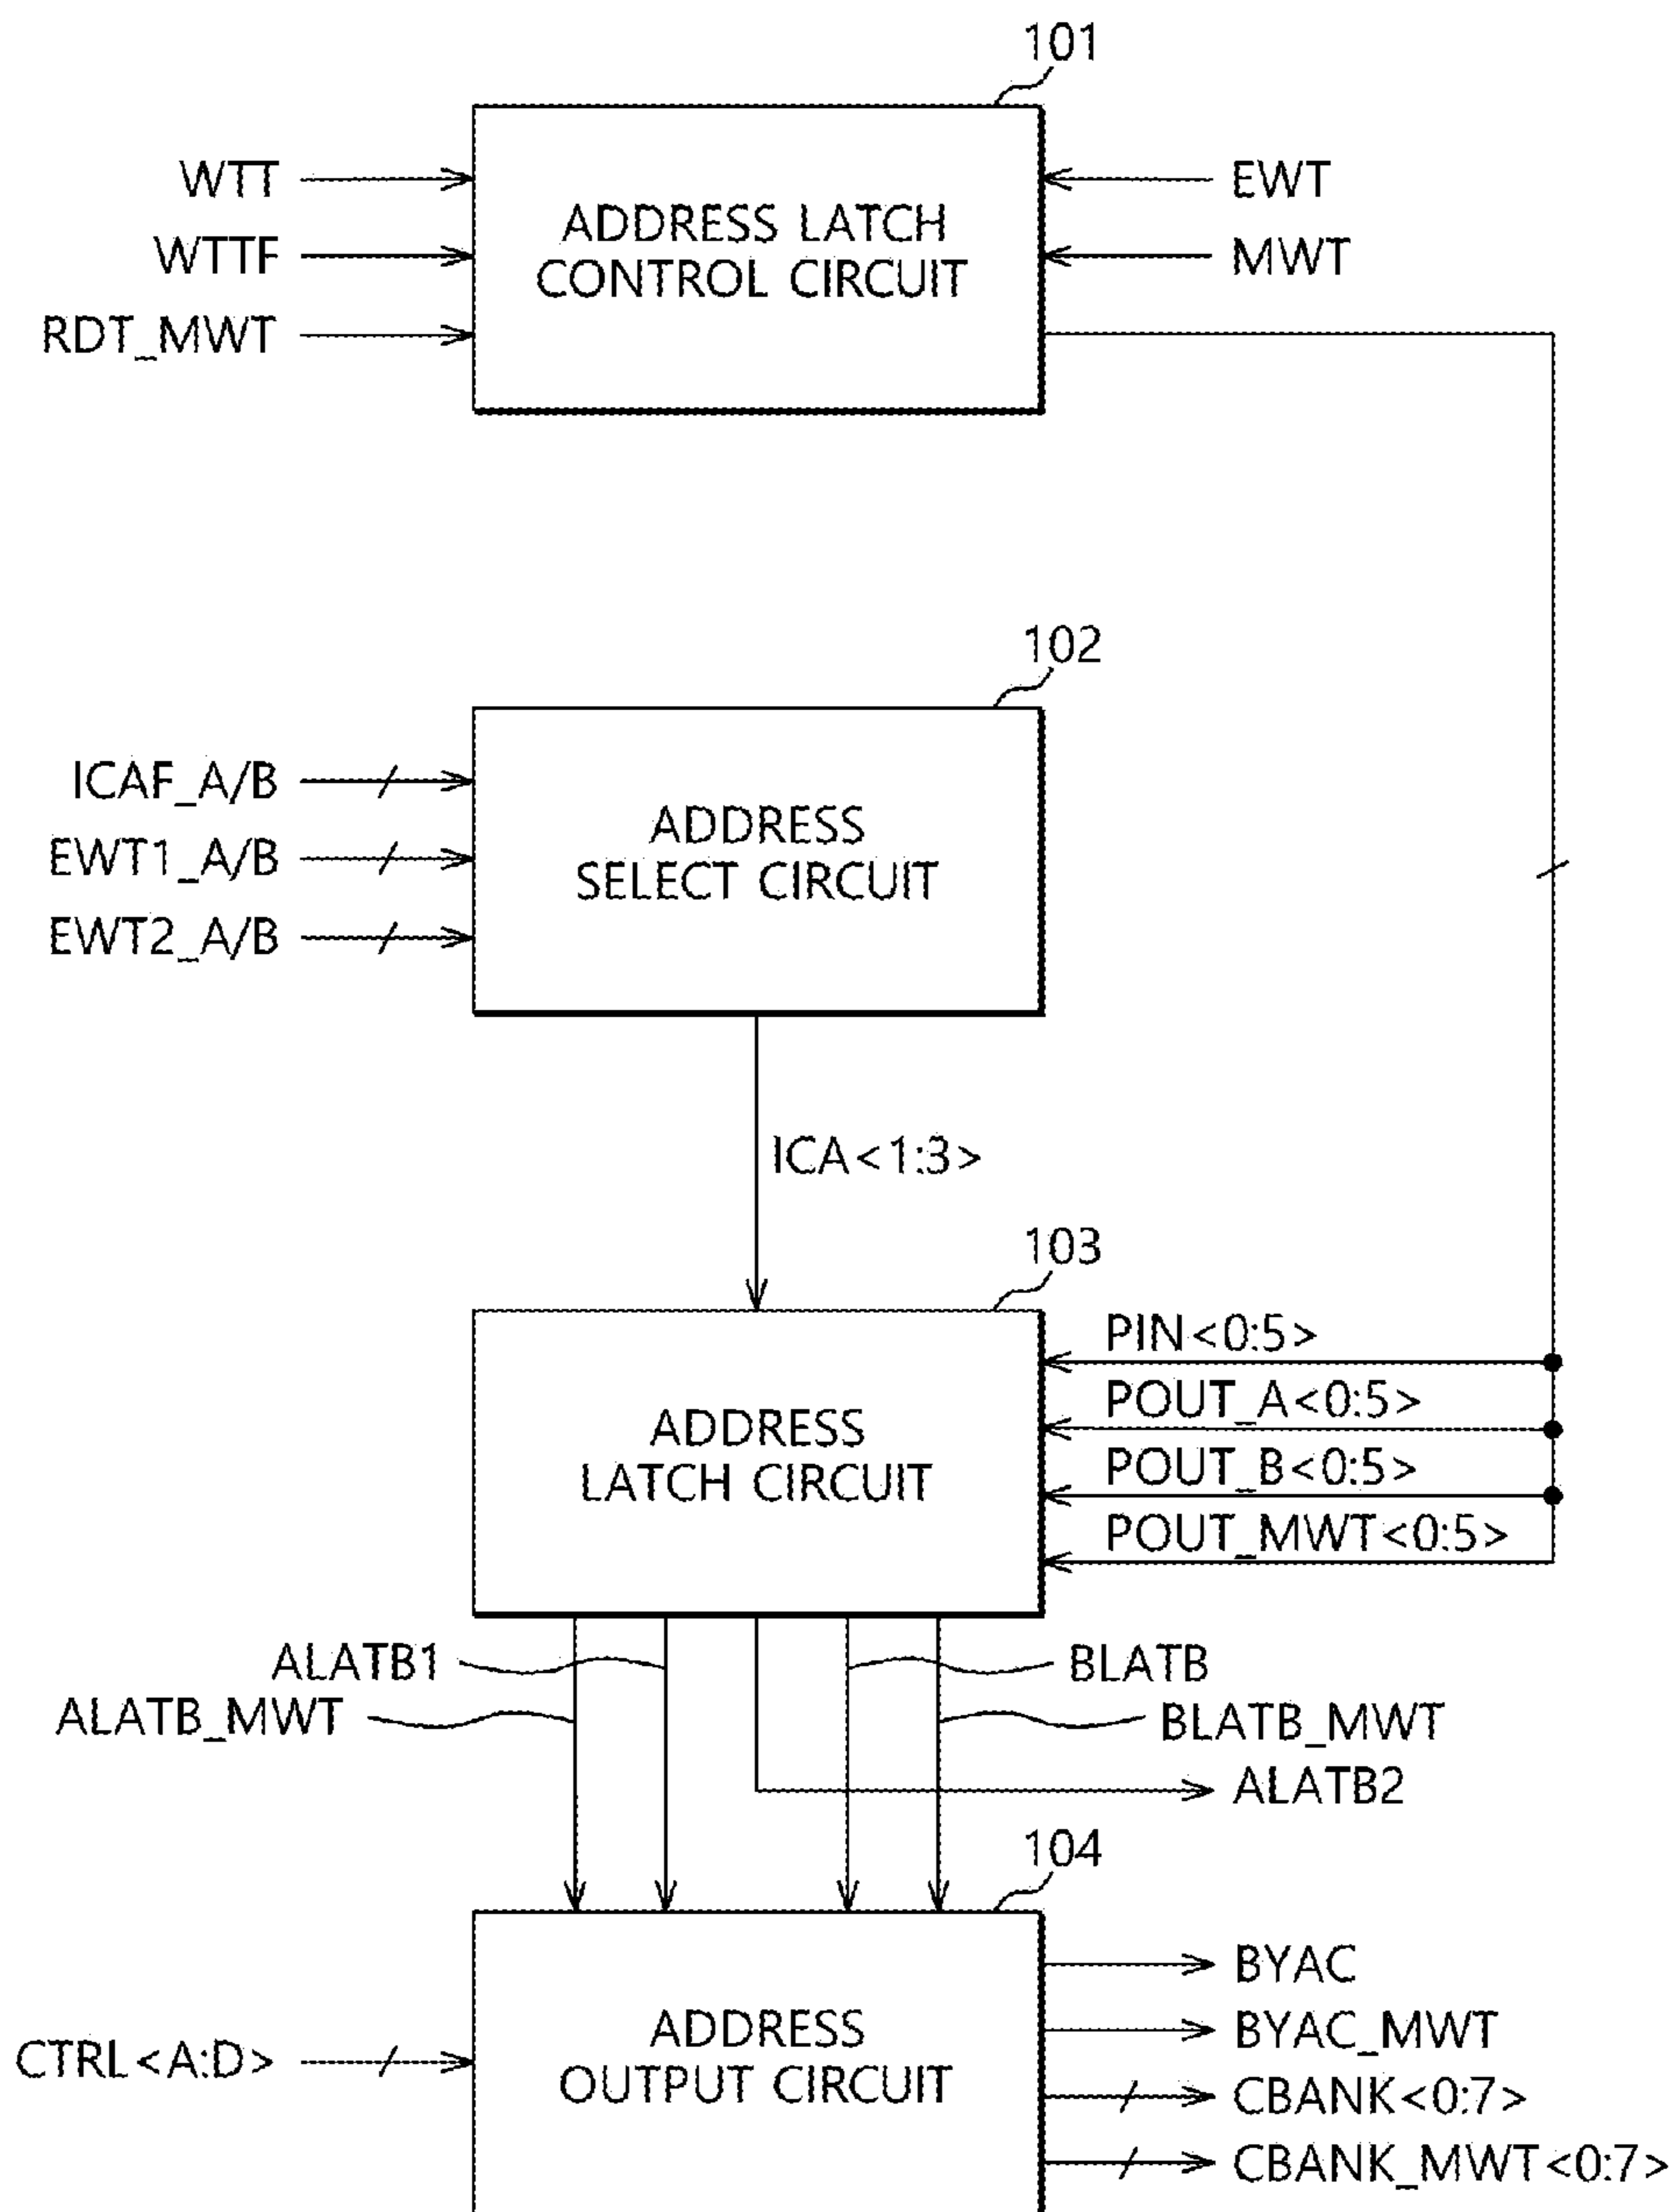 101
WTT
EWT
ADDRESS LATCH
CONTROL CIRCUIT
WTTF
MWT
RDT_MWT
102
ICAF_A/B
ADDRESS
SELECT CIRCUIT
EWT1_A/B
EWT2_A/B
ICA<1:3>
103
PIN<0:5>
POUT_A<0:5>
ADDRESS
LATCH CIRCUIT
POUT_B<0:5>
POUT_MWT<0:5>
ALATB1
BLATB
ALATB_MWT
BLATB_MWT
ALATB2
104
BYAC
ADDRESS
OUTPUT CIRCUIT
BYAC_MWT
CTRL<A:D>
CBANK<0:7>
CBANK_MWT<0:7>